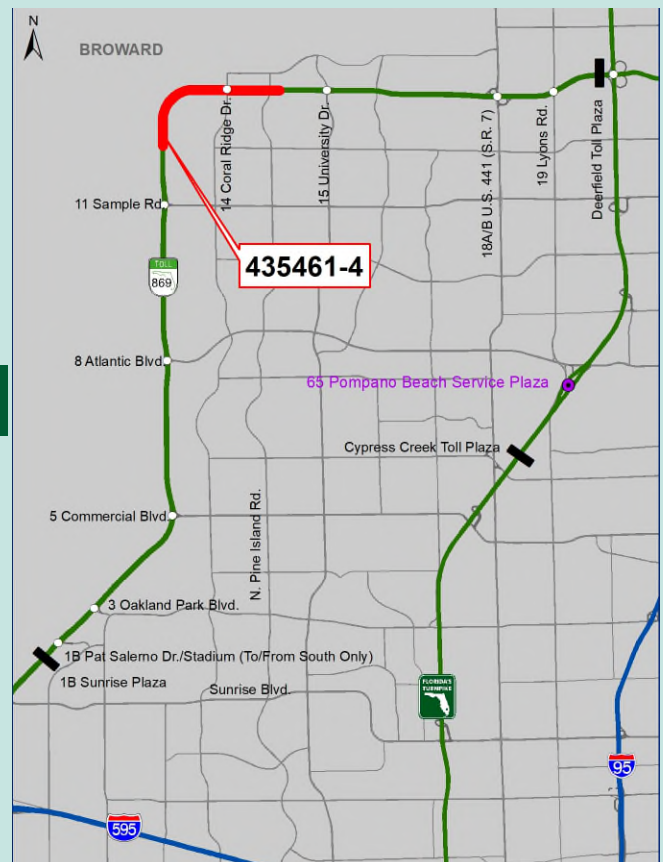 N
BROWARD
14 Coral Ridge Dr.
15 University Dr.
18A/B U.S. 441 (S.R. 7)
19 Lyons Rd.
Deerfield Toll Plaza
11 Sample Rd.
435461-4
TOLL
869
8 Atlantic Blvd.
65 Pompano Beach Service Plaza
Cypress Creek Toll Plaza
5 Commercial Blvd.
N. Pine Island Rd.
3 Oakland Park Blvd.
1B Pat Salerno Dr./Stadium (To/From South Only)
1B Sunrise Plaza
Sunrise Blvd.
FLORIDA'S
TURNPIKE
95
595